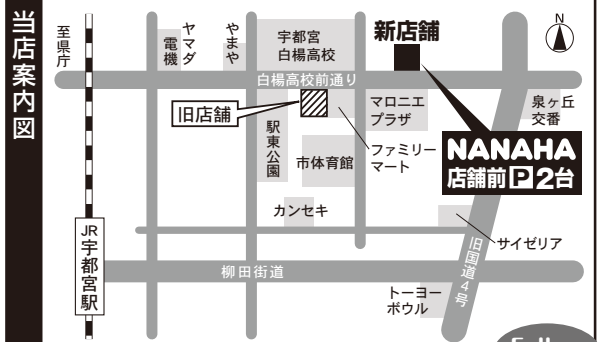 当店案内図
至県庁
ヤマダ
電機
やまや
宇都宮
白楊高校
新店舗
N
白楊高校前通り
旧店舗
マロニエ
プラザ
泉ヶ丘
交番
駅東公園
市体育館
ファミリー
マート
NANAHA
店舗前P2台
カンセキ
サイゼリア
JR宇都宮駅
柳田街道
旧国道4号
トーヨー
ボウル